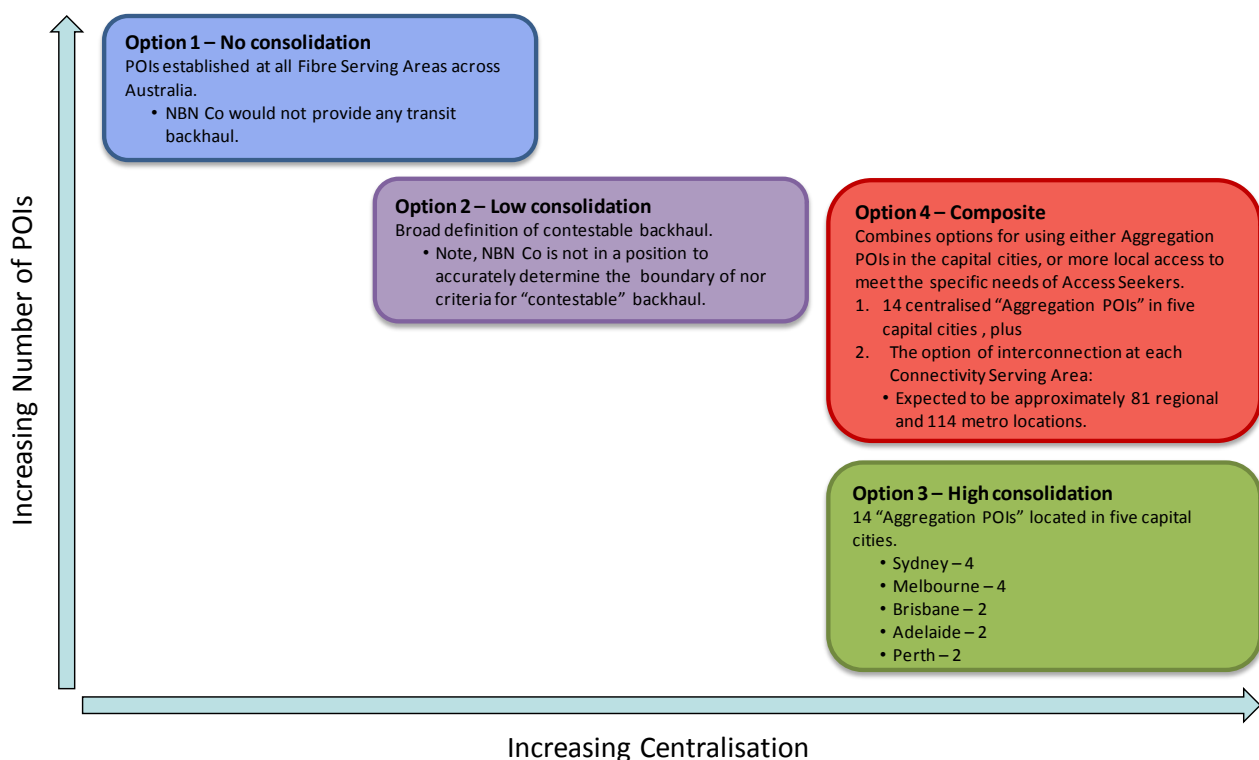 Option 1 – No consolidation
POIs established at all Fibre Serving Areas across
Australia.
• NBN Co would not provide any transit
backhaul.
Option 2 – Low consolidation
Broad definition of contestable backhaul.
• Note, NBN Co is not in a position to
accurately determine the boundary of nor
criteria for “contestable” backhaul.
Option 4 – Composite
Combines options for using either Aggregation
POIs in the capital cities, or more local access to
meet the specific needs of Access Seekers.
1. 14 centralised “Aggregation POIs” in five
capital cities , plus
2. The option of interconnection at each
Connectivity Serving Area:
• Expected to be approximately 81 regional
and 114 metro locations.
Option 3 – High consolidation
14 “Aggregation POIs” located in five capital
cities.
• Sydney – 4
• Melbourne – 4
• Brisbane – 2
• Adelaide – 2
• Perth – 2
Increasing Number of POIs
Increasing Centralisation